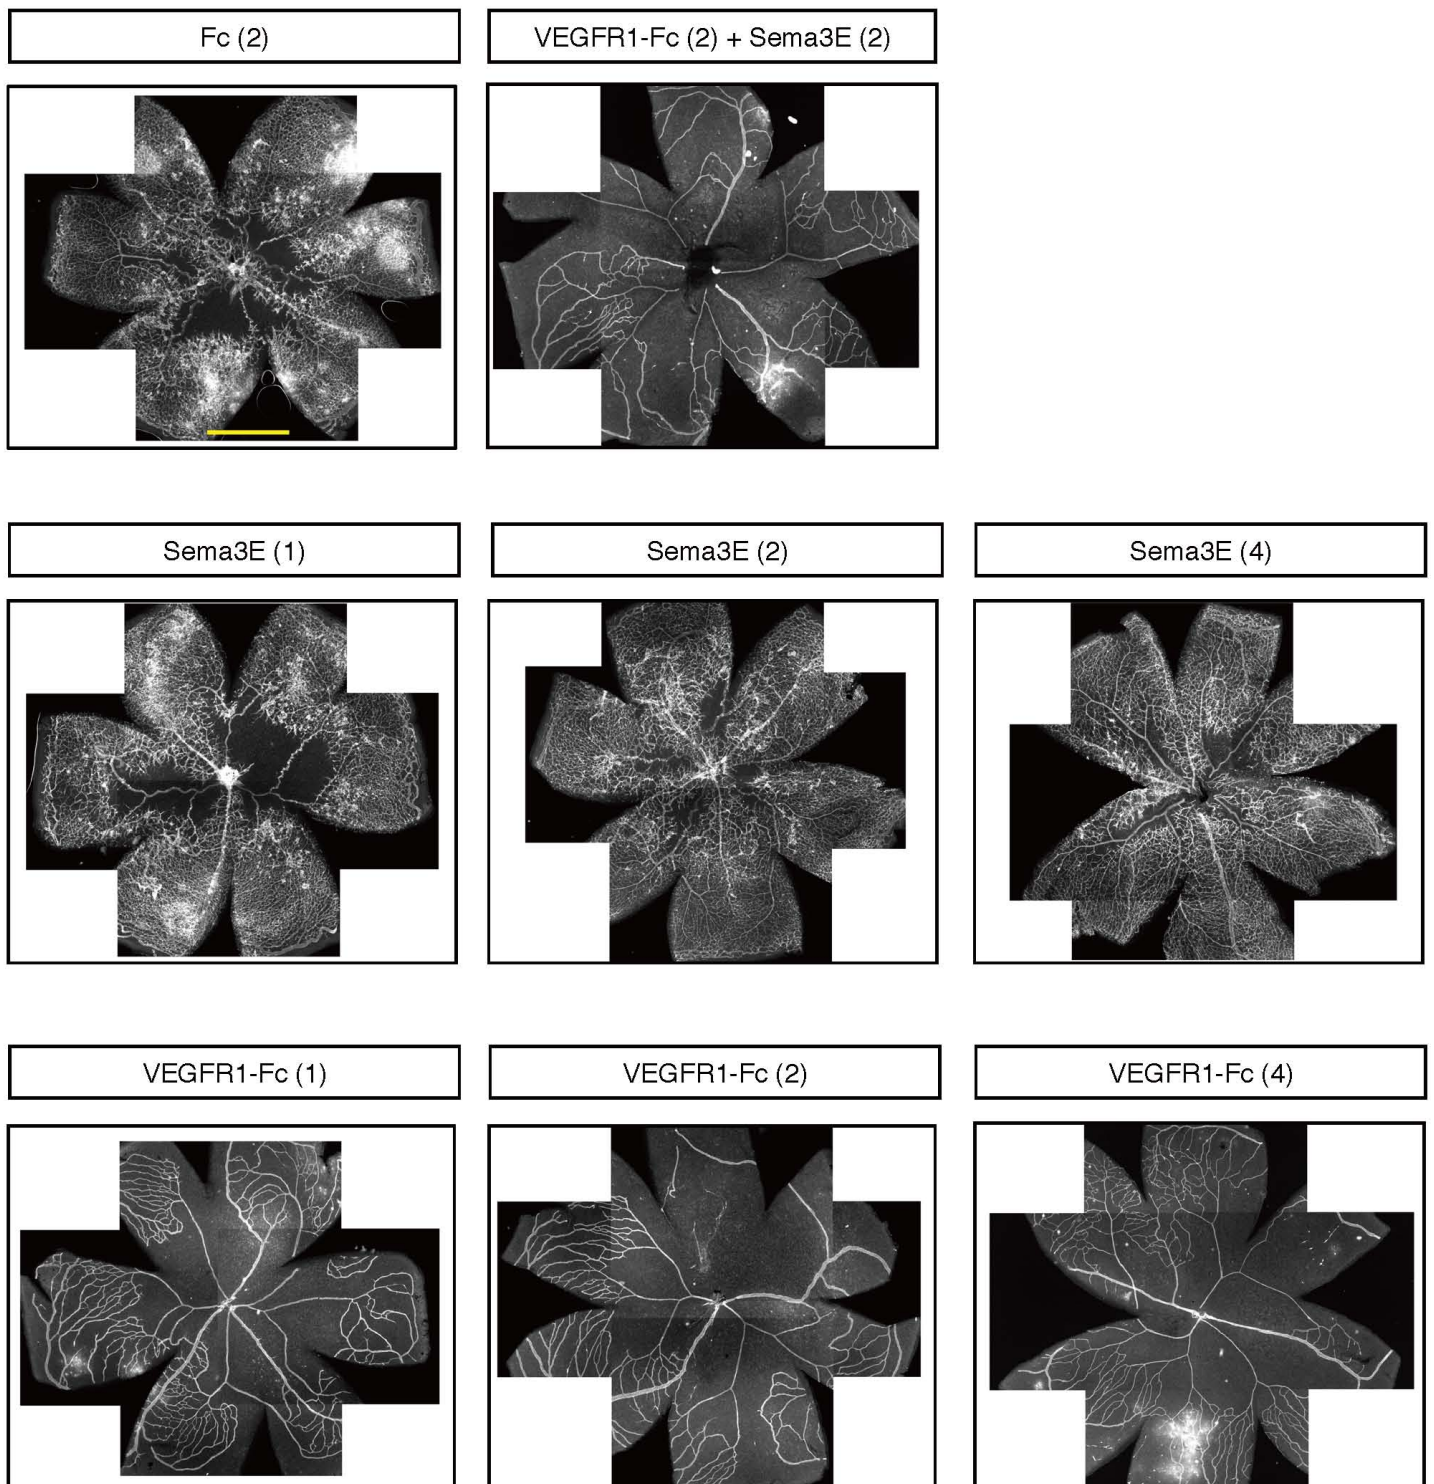 Fc (2)
VEGFR1-Fc (2) + Sema3E (2)
Sema3E (1)
Sema3E (2)
Sema3E (4)
VEGFR1-Fc (1)
VEGFR1-Fc (2)
VEGFR1-Fc (4)